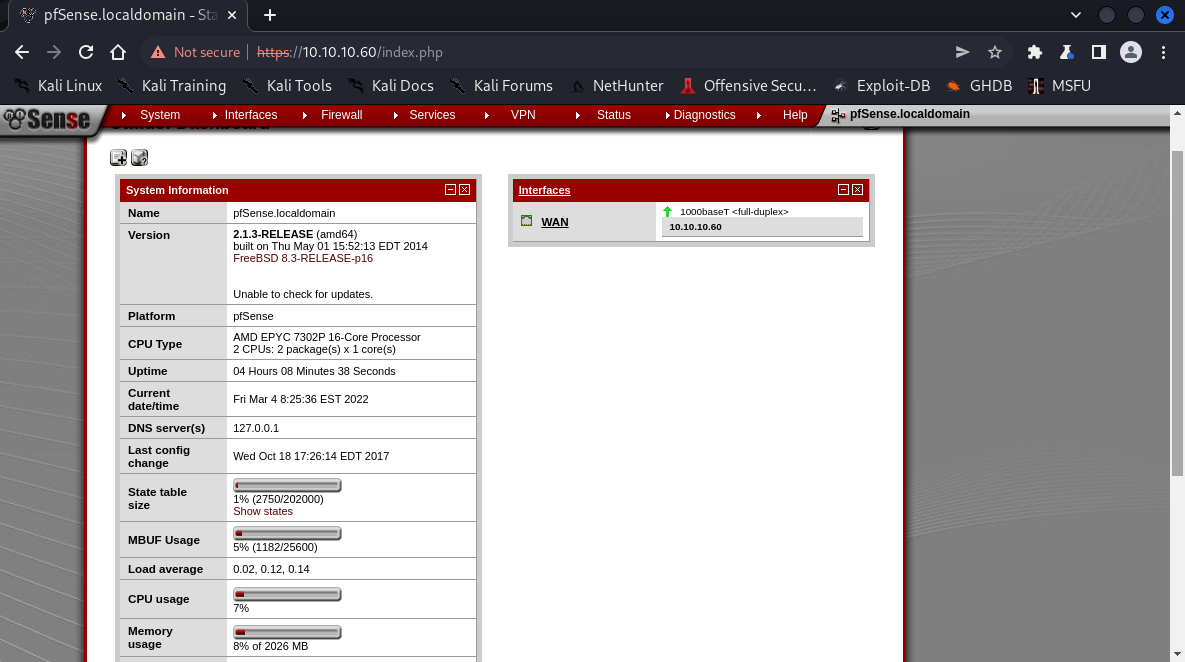 pfSense.localdomain - Sta
Not secure
https://10.10.10.60/index.php
Kali Linux
Kali Training
Kali Tools
Kali Docs
Kali Forums
NetHunter
Offensive Secu…
Exploit-DB
GHDB
MSFU
Sense
System
Interfaces
Firewall
Services
VPN
Status
Diagnostics
Help
pfSense.localdomain
Status: Dashboard
System Information
Name
pfSense.localdomain
Version
2.1.3-RELEASE (amd64)
built on Thu May 01 15:52:13 EDT 2014
FreeBSD 8.3-RELEASE-p16
Unable to check for updates.
Platform
pfSense
CPU Type
AMD EPYC 7302P 16-Core Processor
2 CPUs: 2 package(s) x 1 core(s)
Uptime
04 Hours 08 Minutes 38 Seconds
Current
date/time
Fri Mar 4 8:25:36 EST 2022
DNS server(s)
127.0.0.1
Last config
change
Wed Oct 18 17:26:14 EDT 2017
State table
size
1% (2750/202000)
Show states
MBUF Usage
5% (1182/25600)
Load average
0.02, 0.12, 0.14
CPU usage
7%
Memory
usage
8% of 2026 MB
Interfaces
WAN
1000baseT <full-duplex>
10.10.10.60